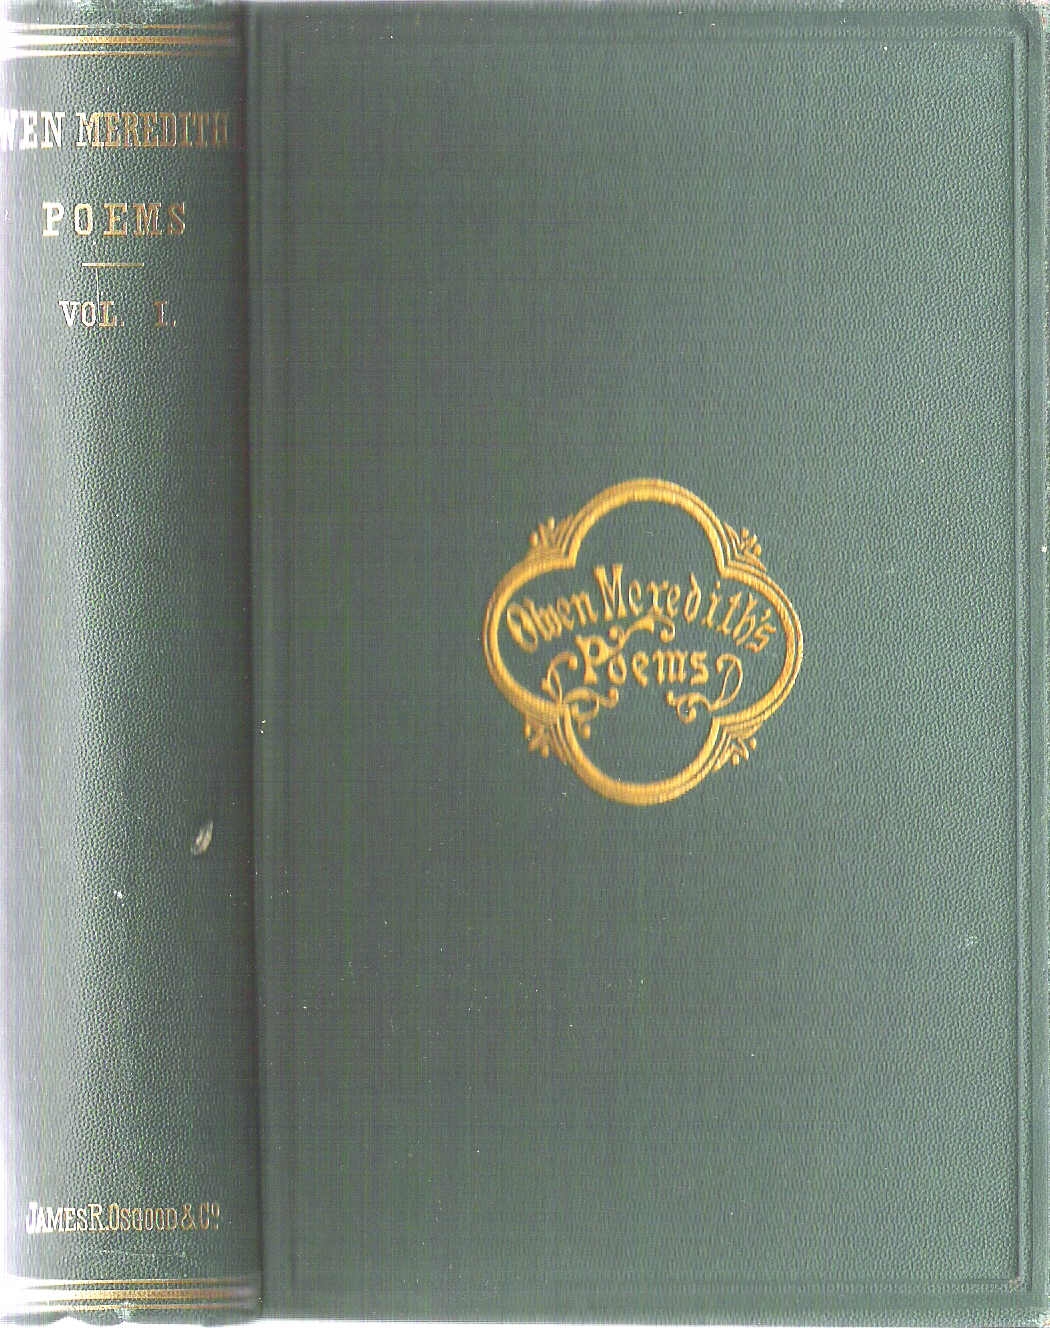 WEN MEREDITH
POEMS
VOL. I.
JAMES R. OSGOOD & Co
Owen Meredith's
Poems